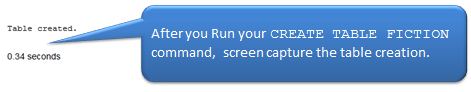 Table created.
0.34 seconds
After you Run your CREATE TABLE FICTION
command, screen capture the table creation.